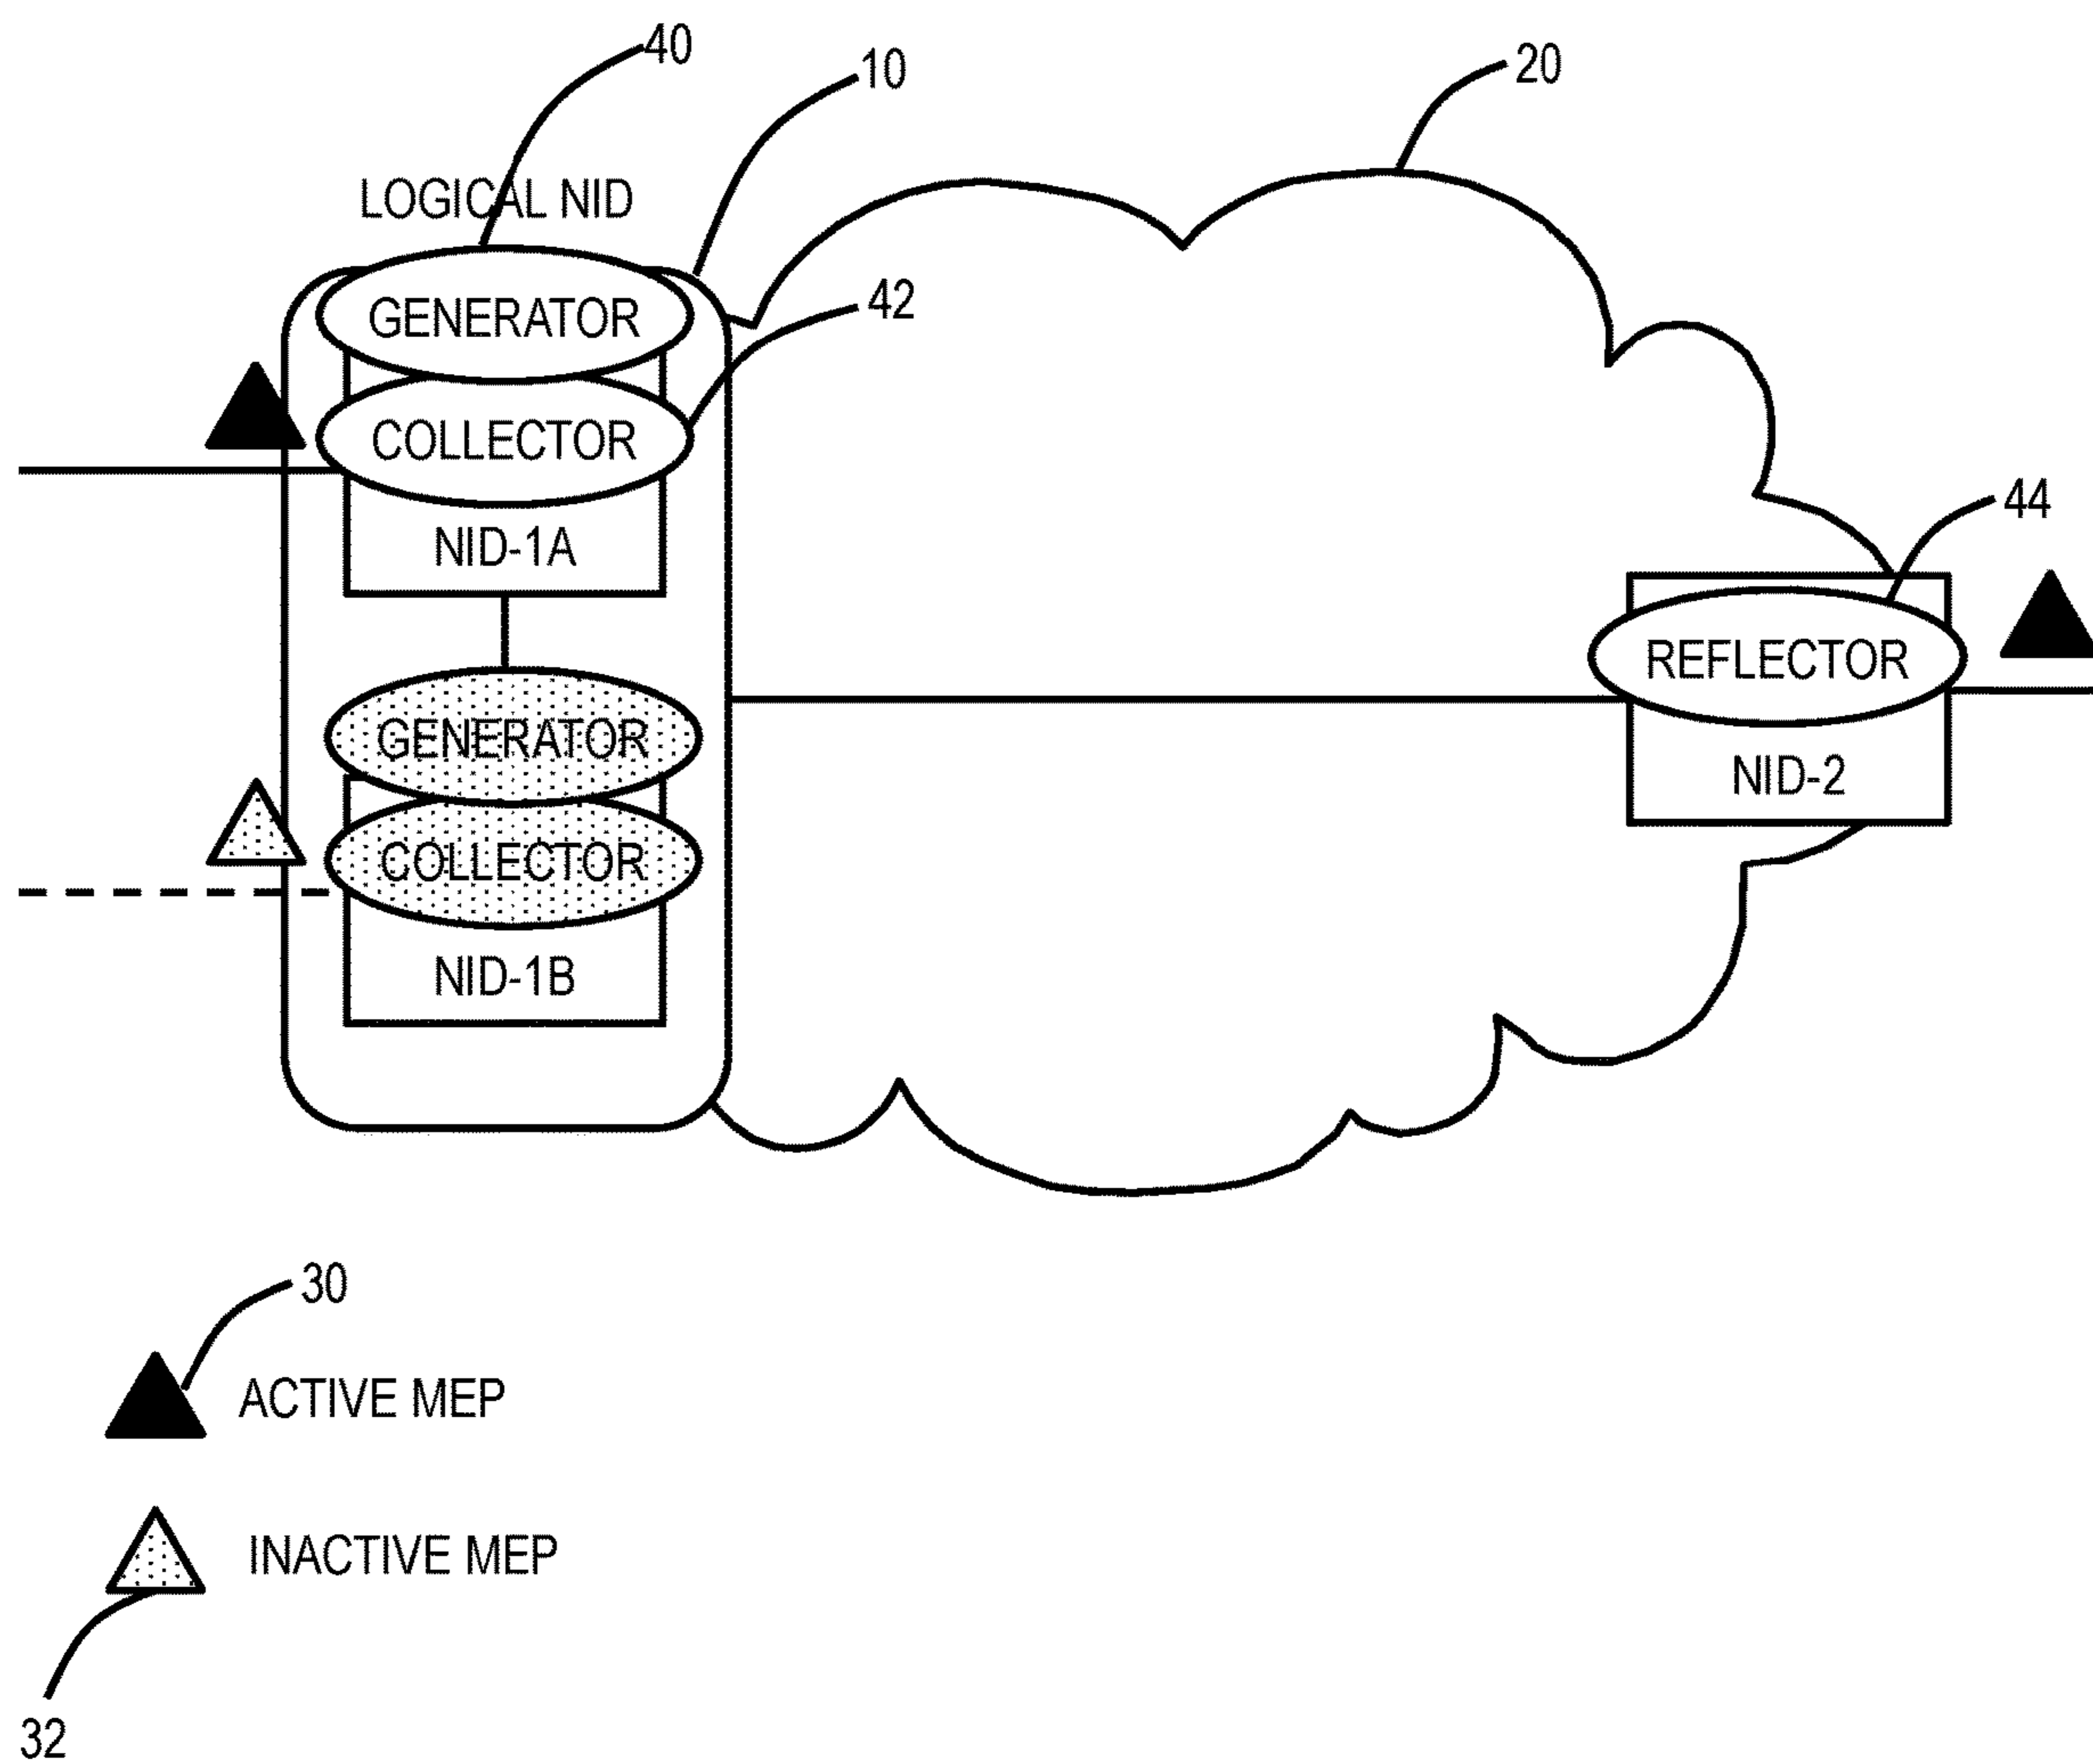 40
10
20
LOGICAL NID
GENERATOR
42
COLLECTOR
44
NID-1A
REFLECTOR
GENERATOR
NID-2
COLLECTOR
NID-1B
30
ACTIVE MEP
INACTIVE MEP
32